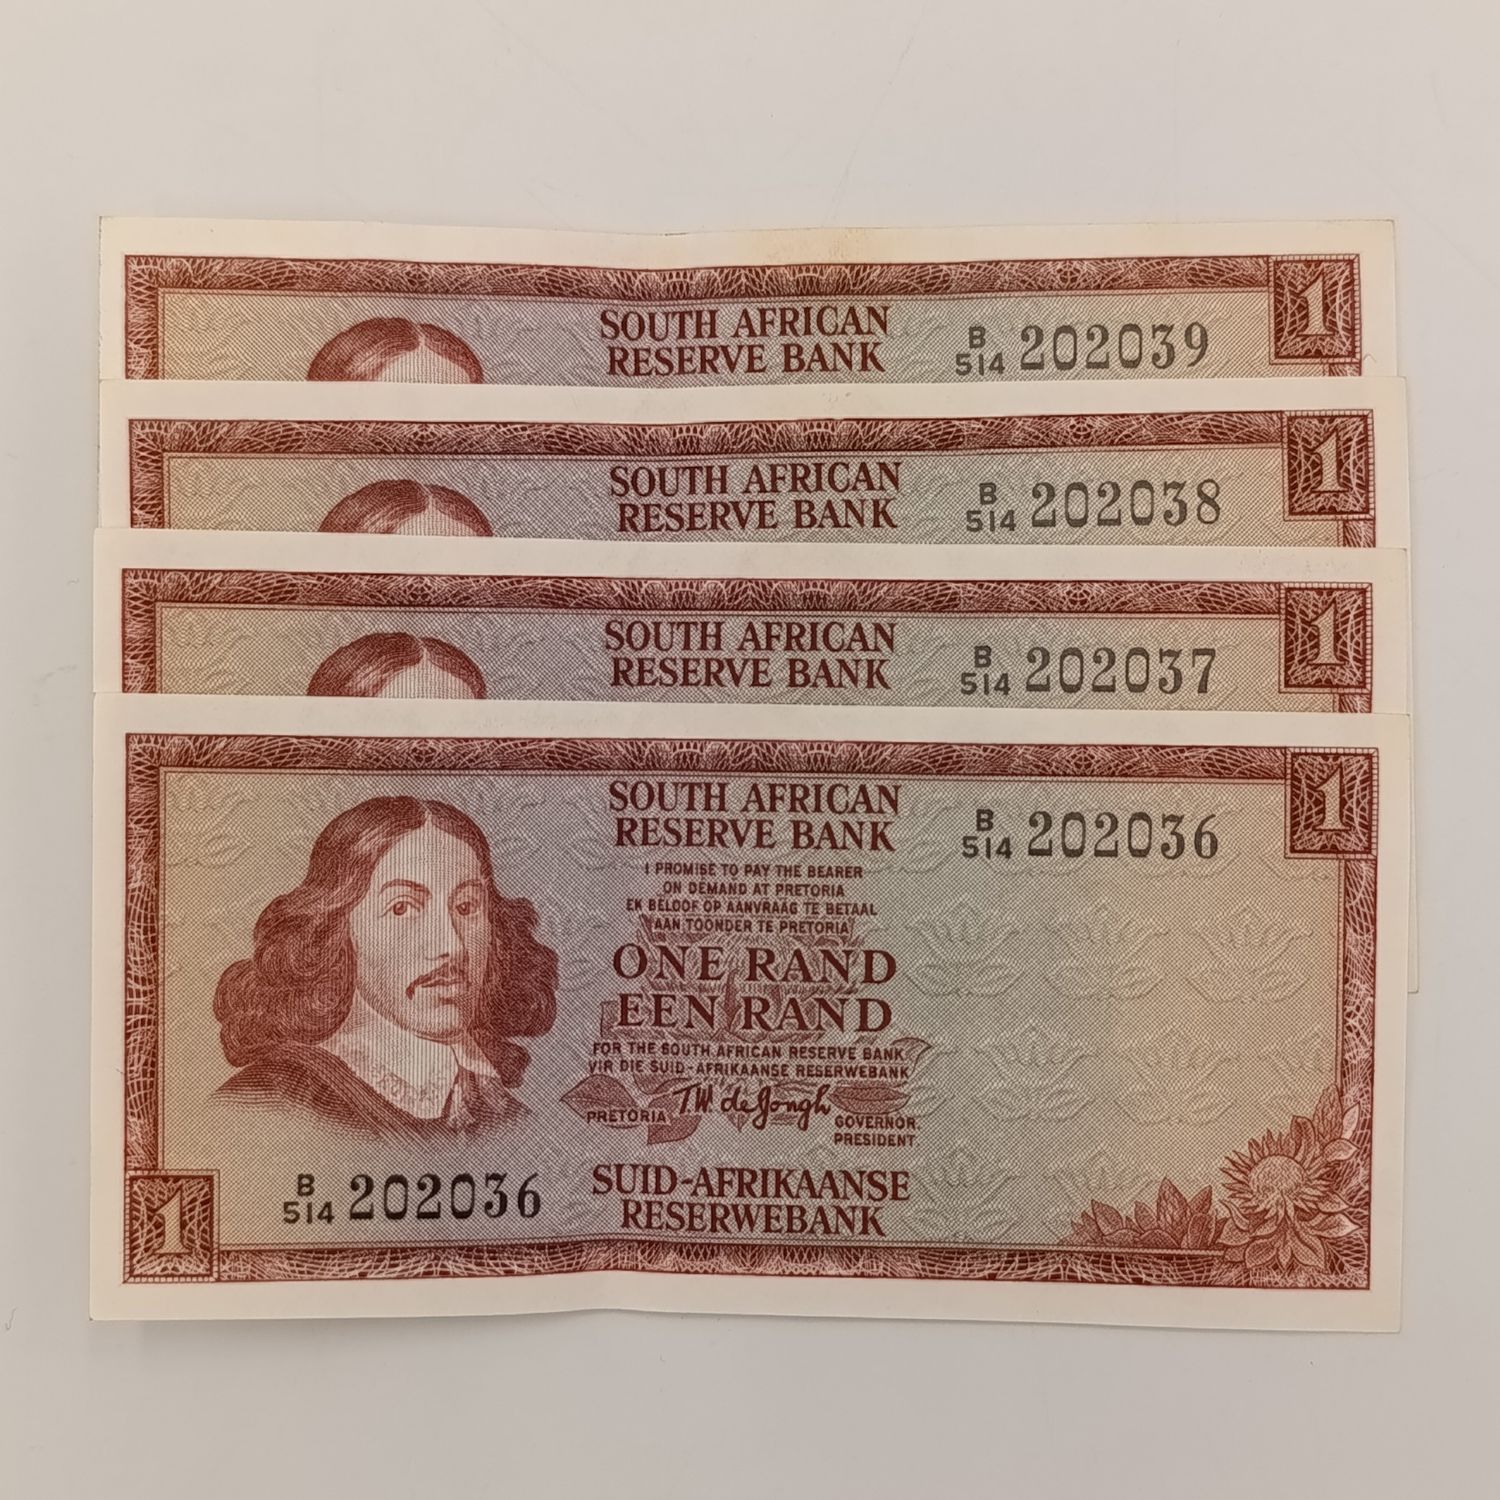 1
SOUTH AFRICAN
RESERVE BANK
B
514 202039
1
SOUTH AFRICAN
RESERVE BANK
B
514 202038
1
SOUTH AFRICAN
RESERVE BANK
B
514 202037
1
SOUTH AFRICAN
RESERVE BANK
B
514 202036
I PROMISE TO PAY THE BEARER
ON DEMAND AT PRETORIA
EK BELOOF OP AANVRAAG TE BETAAL
AAN TOONDER TE PRETORIA
ONE RAND
EEN RAND
FOR THE SOUTH AFRICAN RESERVE BANK
VIR DIE SUID-AFRIKAANSE RESERWEBANK
PRETORIA T.W. de Jongh GOVERNOR.
PRESIDENT.
B
514 202036
SUID-AFRIKAANSE
RESERWEBANK
1